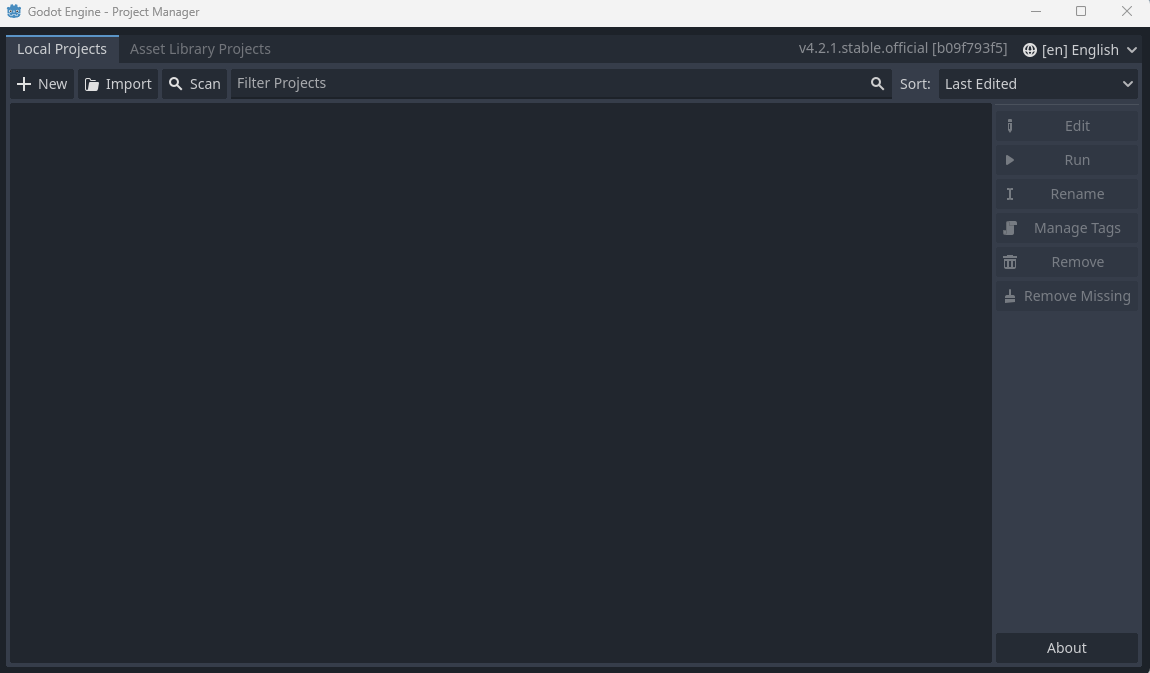 Godot Engine - Project Manager
Local Projects
Asset Library Projects
v4.2.1.stable.official [b09f793f5]
[en] English
New
Import
Scan
Filter Projects
Sort:
Last Edited
Edit
Run
Rename
Manage Tags
Remove
Remove Missing
About